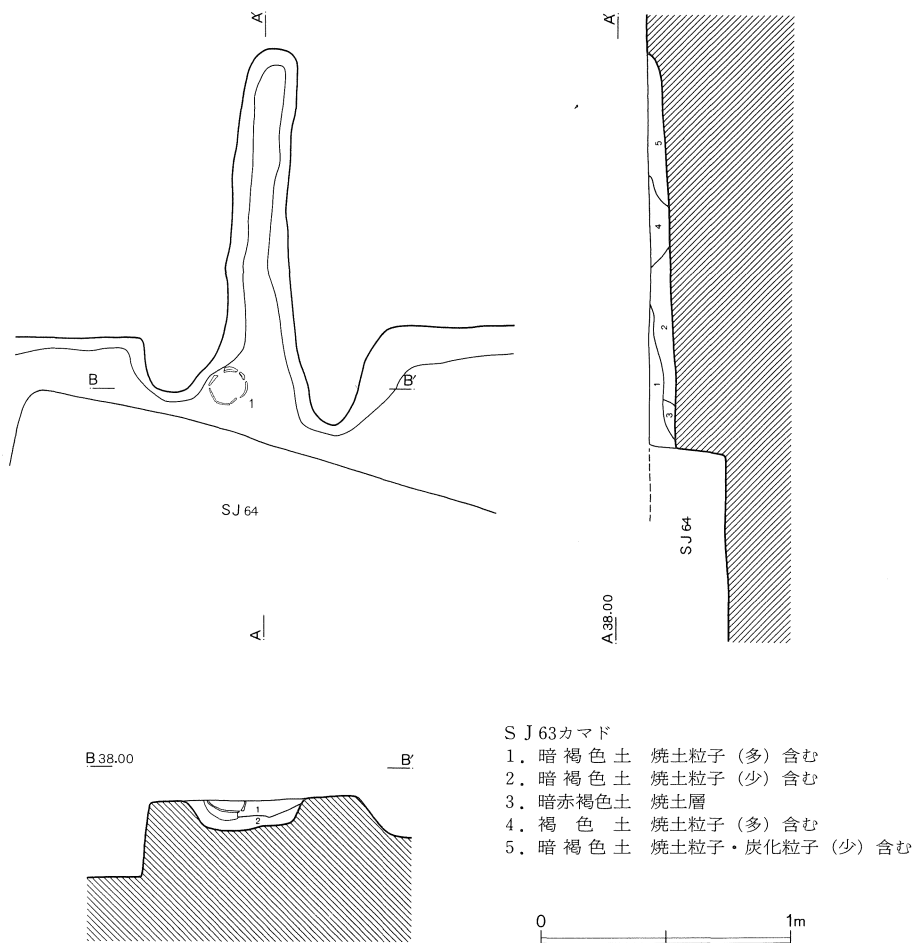 A'
B
B'
1
SJ 64
A
A'
5
4
2
1
3
SJ 64
A 38.00
B 38.00
B'
1
2
SJ63カマド
1. 暗褐色土 焼土粒子(多)含む
2. 暗褐色土 焼土粒子(少)含む
3. 暗赤褐色土 焼土層
4. 褐色土 焼土粒子(多)含む
5. 暗褐色土 焼土粒子・炭化粒子(少)含む
0 1m